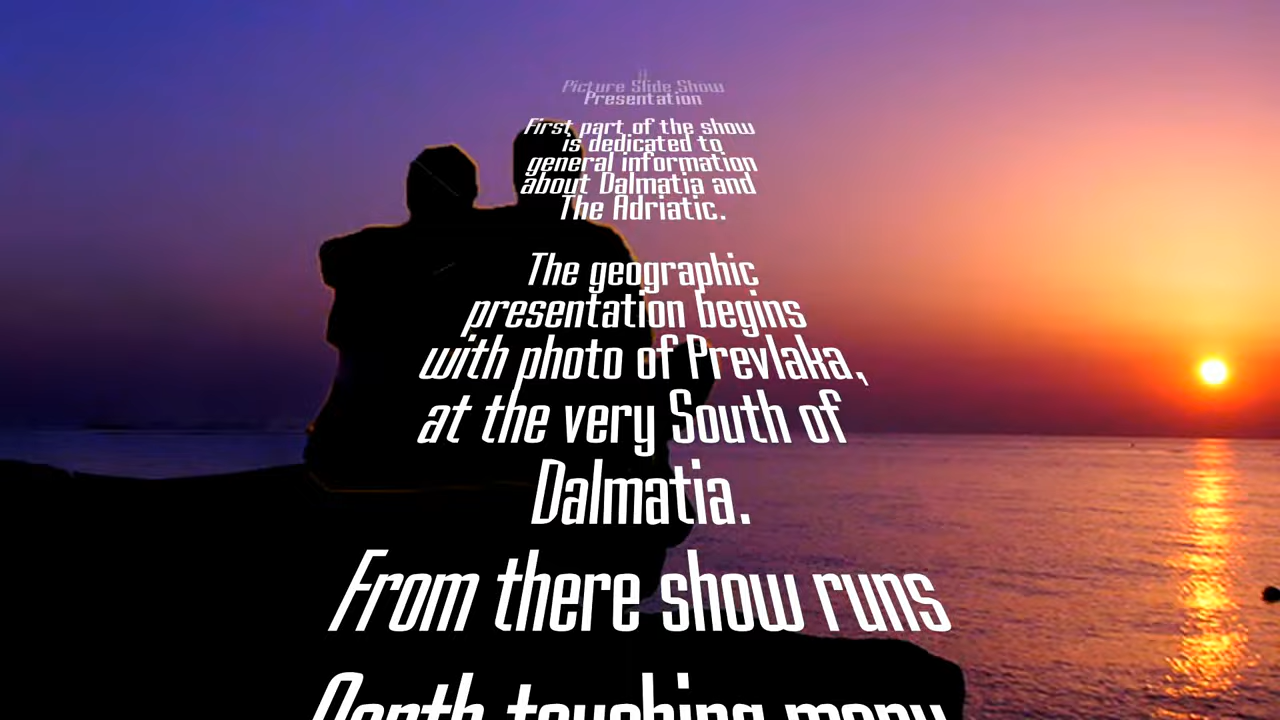 Picture Slide Show
Presentation
First part of the show
is dedicated to
general information
about Dalmatia and
The Adriatic.
The geographic
presentation begins
with photo of Prevlaka,
at the very South of
Dalmatia.
From there show runs
North touching many